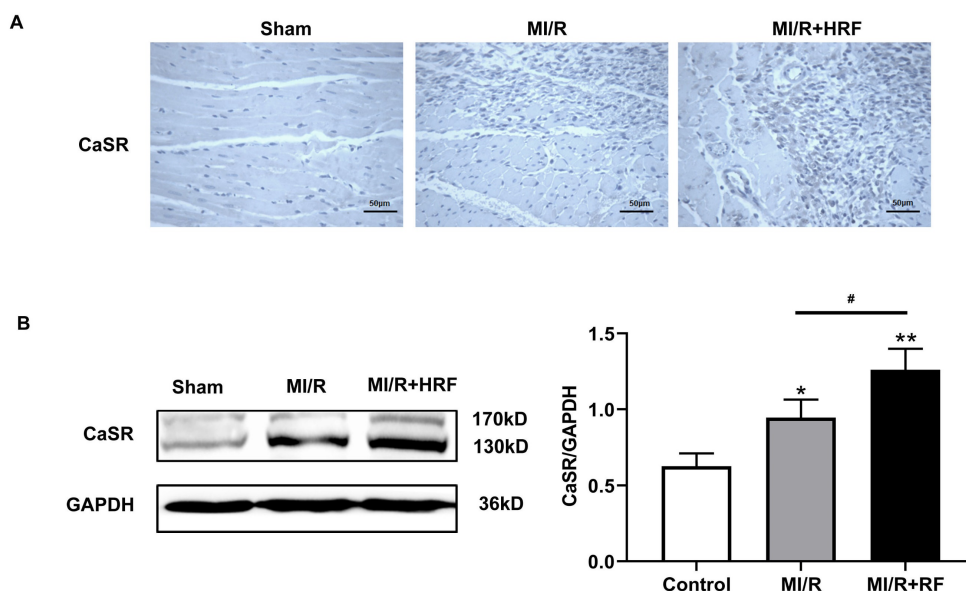 A
Sham
MI/R
MI/R+HRF
CaSR
50µm
50µm
50µm
B
Sham
MI/R
MI/R+HRF
CaSR
170kD
130kD
GAPDH
36kD
#
**
*
CaSR/GAPDH
1.5
1.0
0.5
0.0
Control
MI/R
MI/R+RF